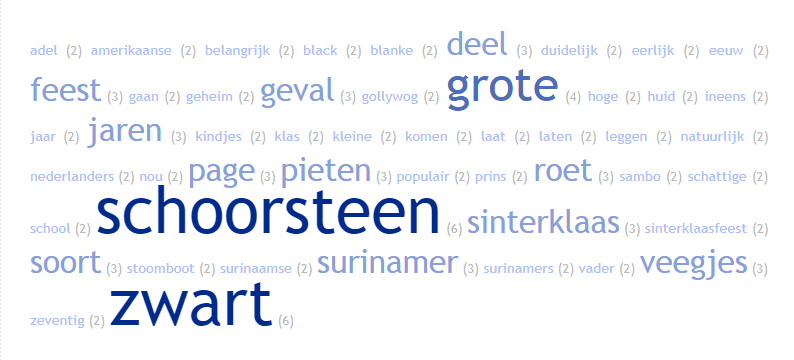 adel (2) amerikaanse (2) belangrijk (2) black (2) blanke (2) deel (3) duidelijk (2) eerlijk (2) eeuw (2)
feest (3) gaan (2) geheim (2) geval (3) gollywog (2) grote (4) hoge (2) huid (2) ineens (2)
jaar (2) jaren (3) kindjes (2) klas (2) kleine (2) komen (2) laat (2) laten (2) leggen (2) natuurlijk (2)
nederlanders (2) nou (2) page (3) pieten (3) populair (2) prins (2) roet (3) sambo (2) schattige (2)
school (2) schoorsteen (6) sinterklaas (3) sinterklaasfeest (2)
soort (3) stoomboot (2) surinaamse (2) surinamer (3) surinamers (2) vader (2) veegjes (3)
zeventig (2) zwart (6)